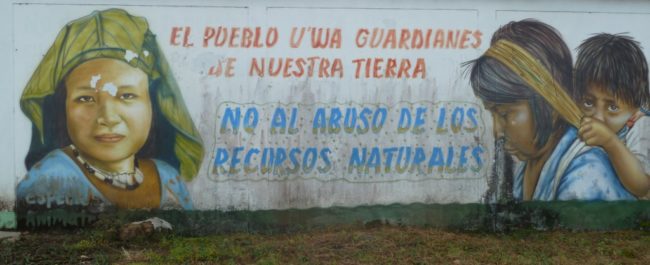 EL PUEBLO U'WA GUARDIANES
DE NUESTRA TIERRA
NO AL ABUSO DE LOS
RECURSOS NATURALES